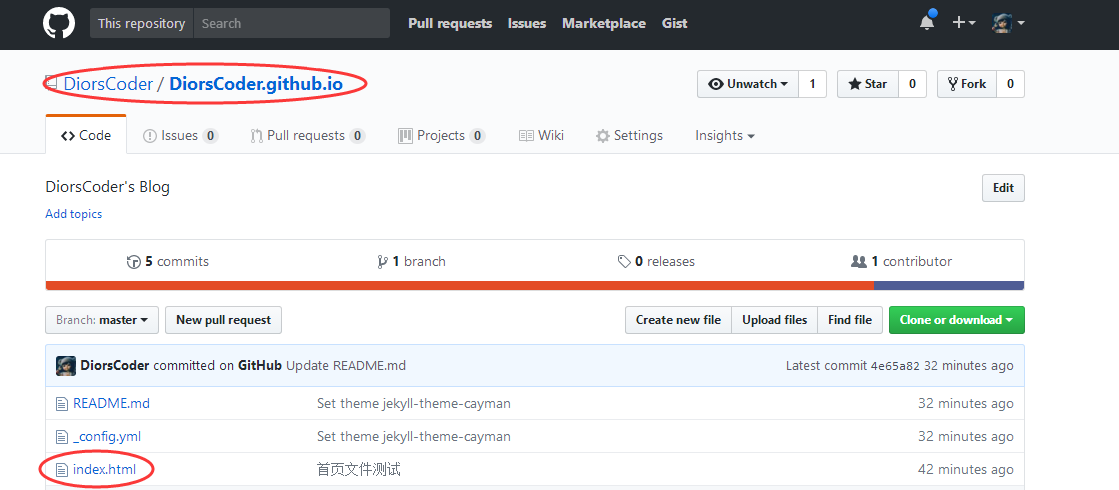 This repository Search Pull requests Issues Marketplace Gist
DiorsCoder / DiorsCoder.github.io Unwatch 1 Star 0 Fork 0
Code Issues 0 Pull requests 0 Projects 0 Wiki Settings Insights
DiorsCoder's Blog Edit
Add topics
5 commits 1 branch 0 releases 1 contributor
Branch: master New pull request Create new file Upload files Find file Clone or download
DiorsCoder committed on GitHub Update README.md Latest commit 4e65a82 32 minutes ago
README.md Set theme jekyll-theme-cayman 32 minutes ago
_config.yml Set theme jekyll-theme-cayman 32 minutes ago
index.html 首页文件测试 42 minutes ago